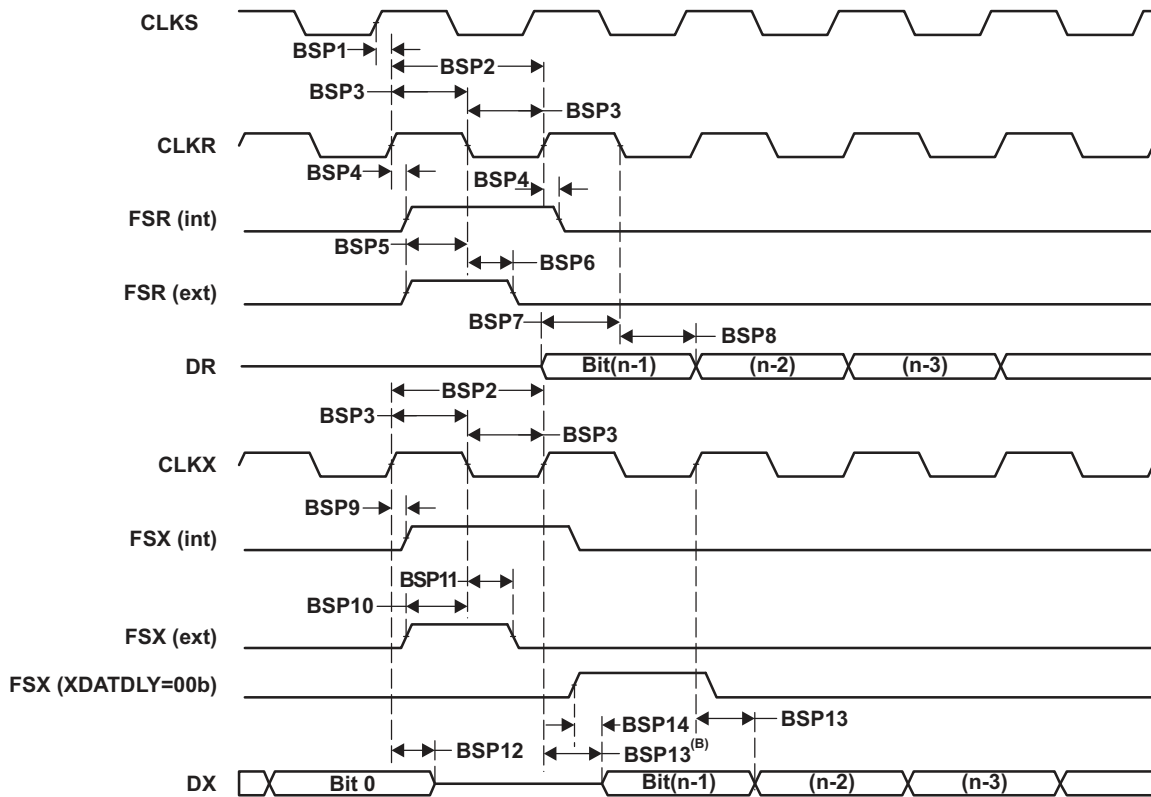 CLKS
BSP1
BSP2
BSP3
BSP3
CLKR
BSP4
BSP4
FSR (int)
BSP5
BSP6
FSR (ext)
BSP7
BSP8
DR
Bit(n-1)
(n-2)
(n-3)
BSP2
BSP3
BSP3
CLKX
BSP9
FSX (int)
BSP11
BSP10
FSX (ext)
FSX (XDATDLY=00b)
BSP14
BSP13
BSP12
BSP13(B)
DX
Bit 0
Bit(n-1)
(n-2)
(n-3)